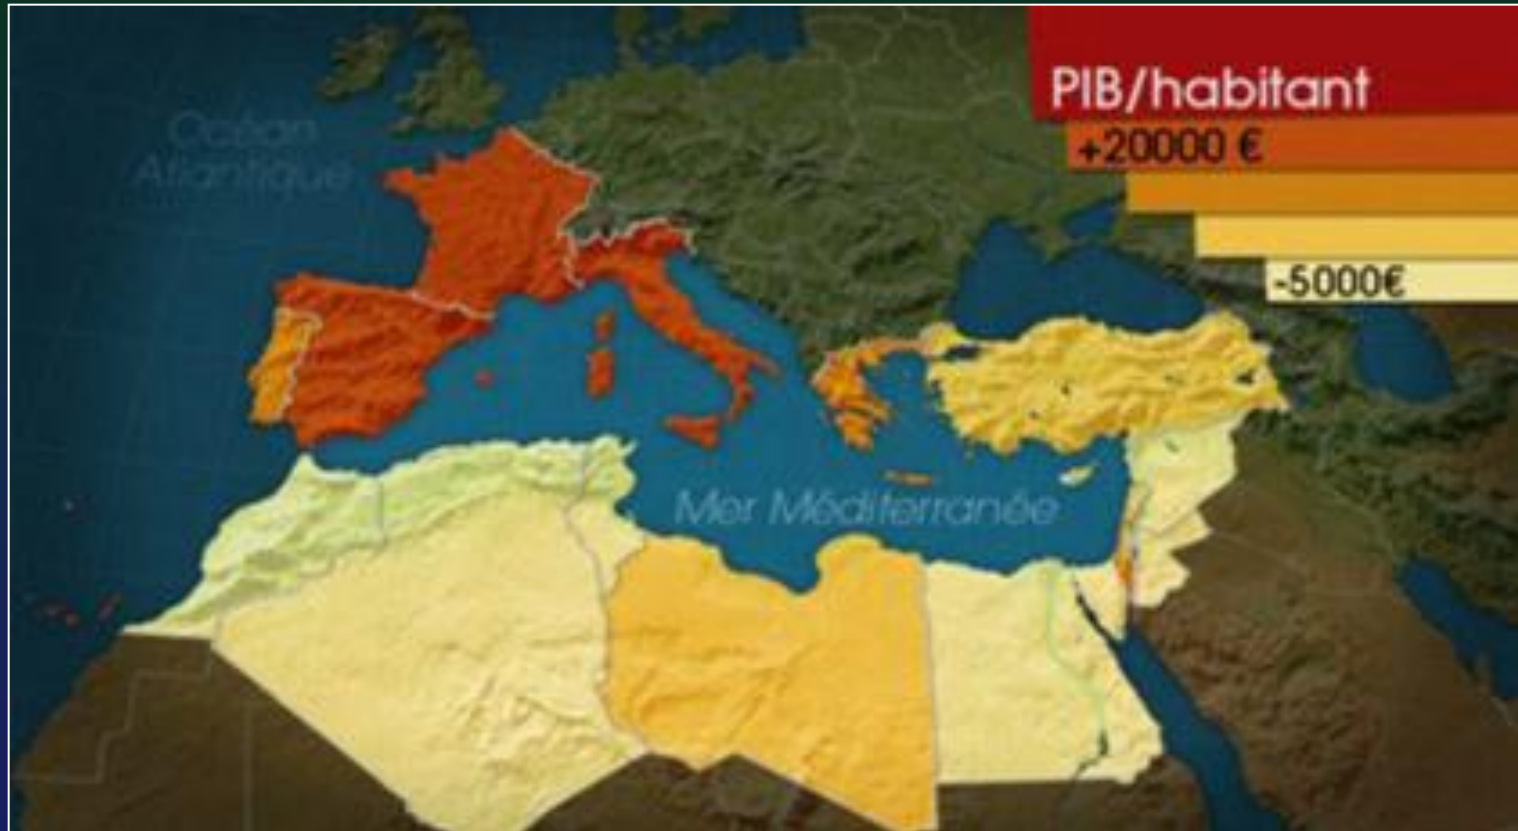 Océan
Atlantique
PIB/habitant
+20000 €
-5000€
Mer Méditerranée